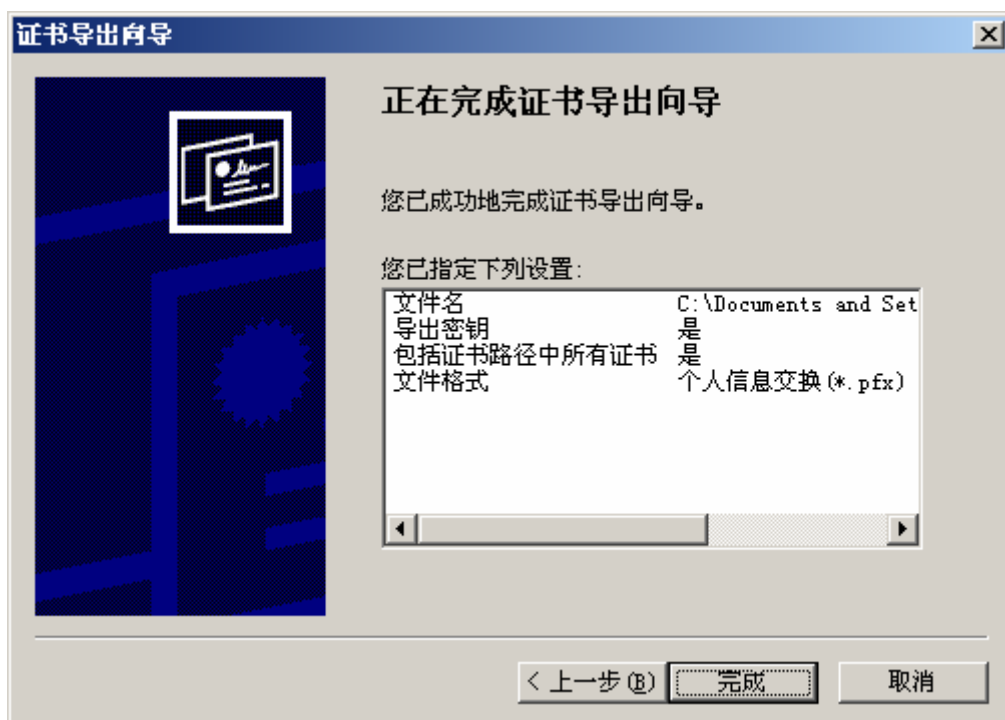 证书导出向导
正在完成证书导出向导
您已成功地完成证书导出向导。
您已指定下列设置:
文件名 C:\Documents and Set
导出密钥 是
包括证书路径中所有证书 是
文件格式 个人信息交换(*.pfx)
< 上一步(B) 完成 取消